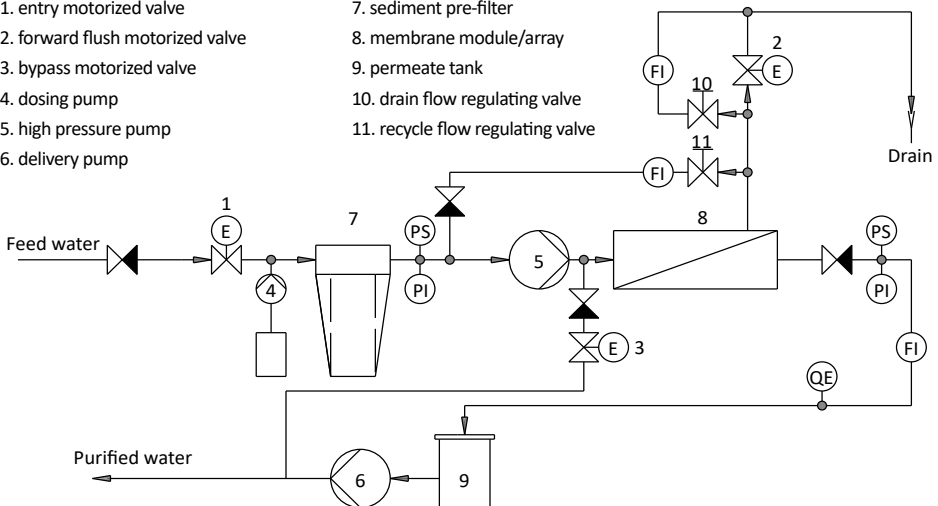 1. entry motorized valve
2. forward flush motorized valve
3. bypass motorized valve
4. dosing pump
5. high pressure pump
6. delivery pump
7. sediment pre-filter
8. membrane module/array
9. permeate tank
10. drain flow regulating valve
11. recycle flow regulating valve
2
FI
E
10
Drain
11
FI
1
E
7
PS
8
PS
Feed water
5
4
PI
PI
E 3
FI
QE
Purified water
6
9